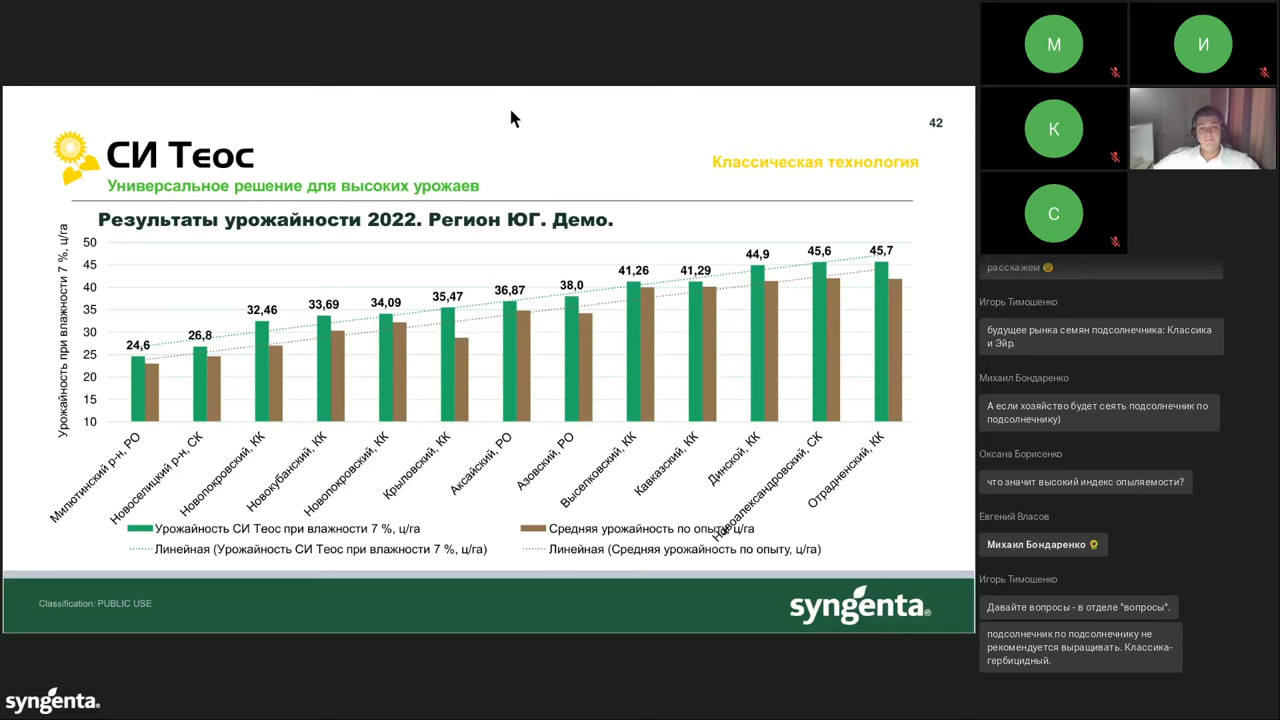 42
СИ Теос
Универсальное решение для высоких урожаев
Классическая технология
Результаты урожайности 2022. Регион ЮГ. Демо.
Урожайность при влажности 7 %, ц/га
50
45
40
35
30
25
20
15
10
24,6
26,8
32,46
33,69
34,09
35,47
36,87
38,0
41,26
41,29
44,9
45,6
45,7
Милютинский р-н, РО
Новоселицкий р-н, СК
Новопокровский, КК
Новокубанский, КК
Новопокровский, КК
Крыловский, КК
Аксайский, РО
Азовский, РО
Выселковский, КК
Кавказский, КК
Динской, КК
Новоалександровский, СК
Отрадненский, КК
Урожайность СИ Теос при влажности 7 %, ц/га
Средняя урожайность по опыту, ц/га
Линейная (Урожайность СИ Теос при влажности 7 %, ц/га)
Линейная (Средняя урожайность по опыту, ц/га)
Classification: PUBLIC USE
syngenta®
syngenta®
М
И
К
С
расскажем
Игорь Тимошенко
будущее рынка семян подсолнечника: Классика
и Эйр.
Михаил Бондаренко
А если хозяйство будет сеять подсолнечник по
подсолнечнику)
Оксана Борисенко
что значит высокий индекс опыляемости?
Евгений Власов
Михаил Бондаренко
Игорь Тимошенко
Давайте вопросы - в отделе "вопросы".
подсолнечник по подсолнечнику не
рекомендуется выращивать. Классика-
гербицидный.